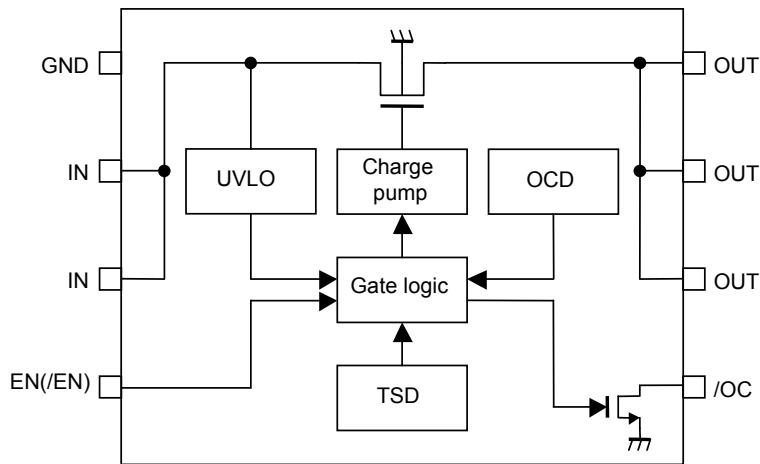 GND
OUT
IN
UVLO
Charge
pump
OCD
OUT
IN
Gate logic
OUT
EN(/EN)
TSD
/OC